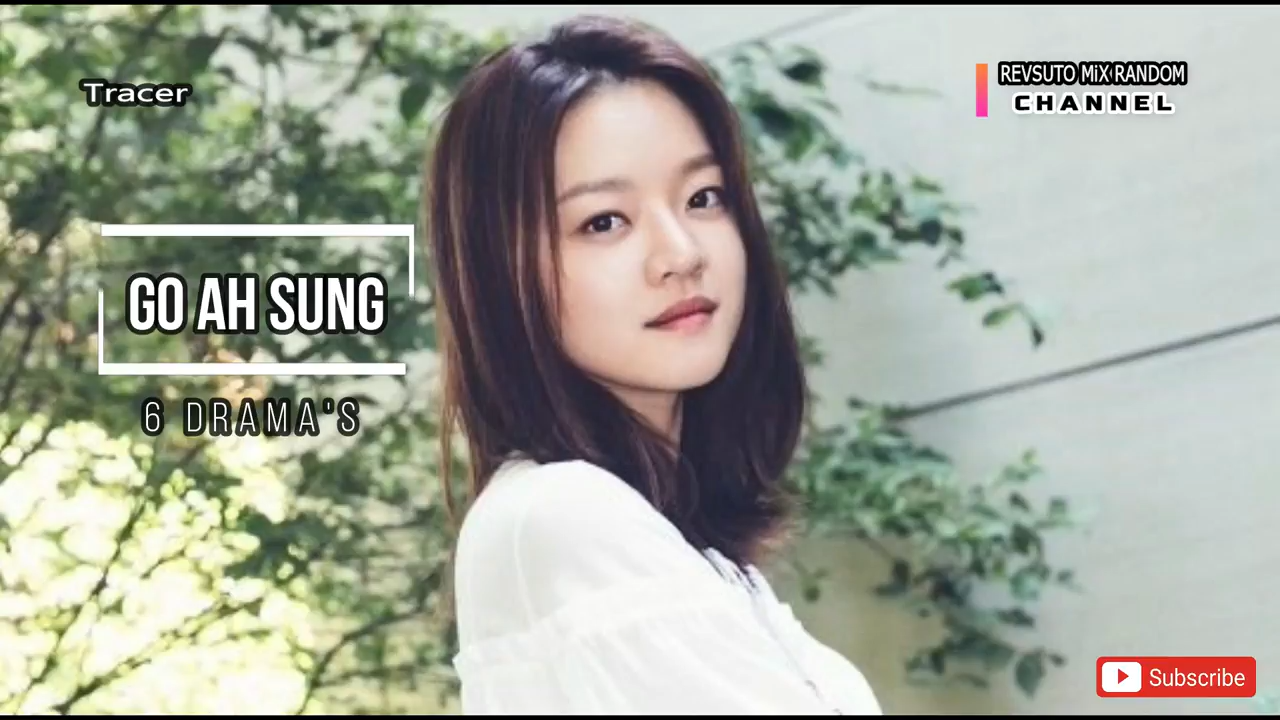 Tracer
REVSUTO MiX RANDOM
CHANNEL
GO AH SUNG
6 DRAMA'S
Subscribe